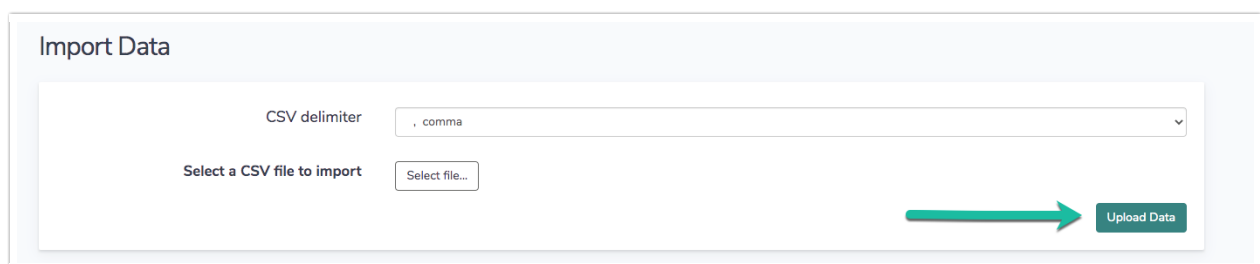 Import Data
CSV delimiter
, comma
Select a CSV file to import
Select file...
Upload Data